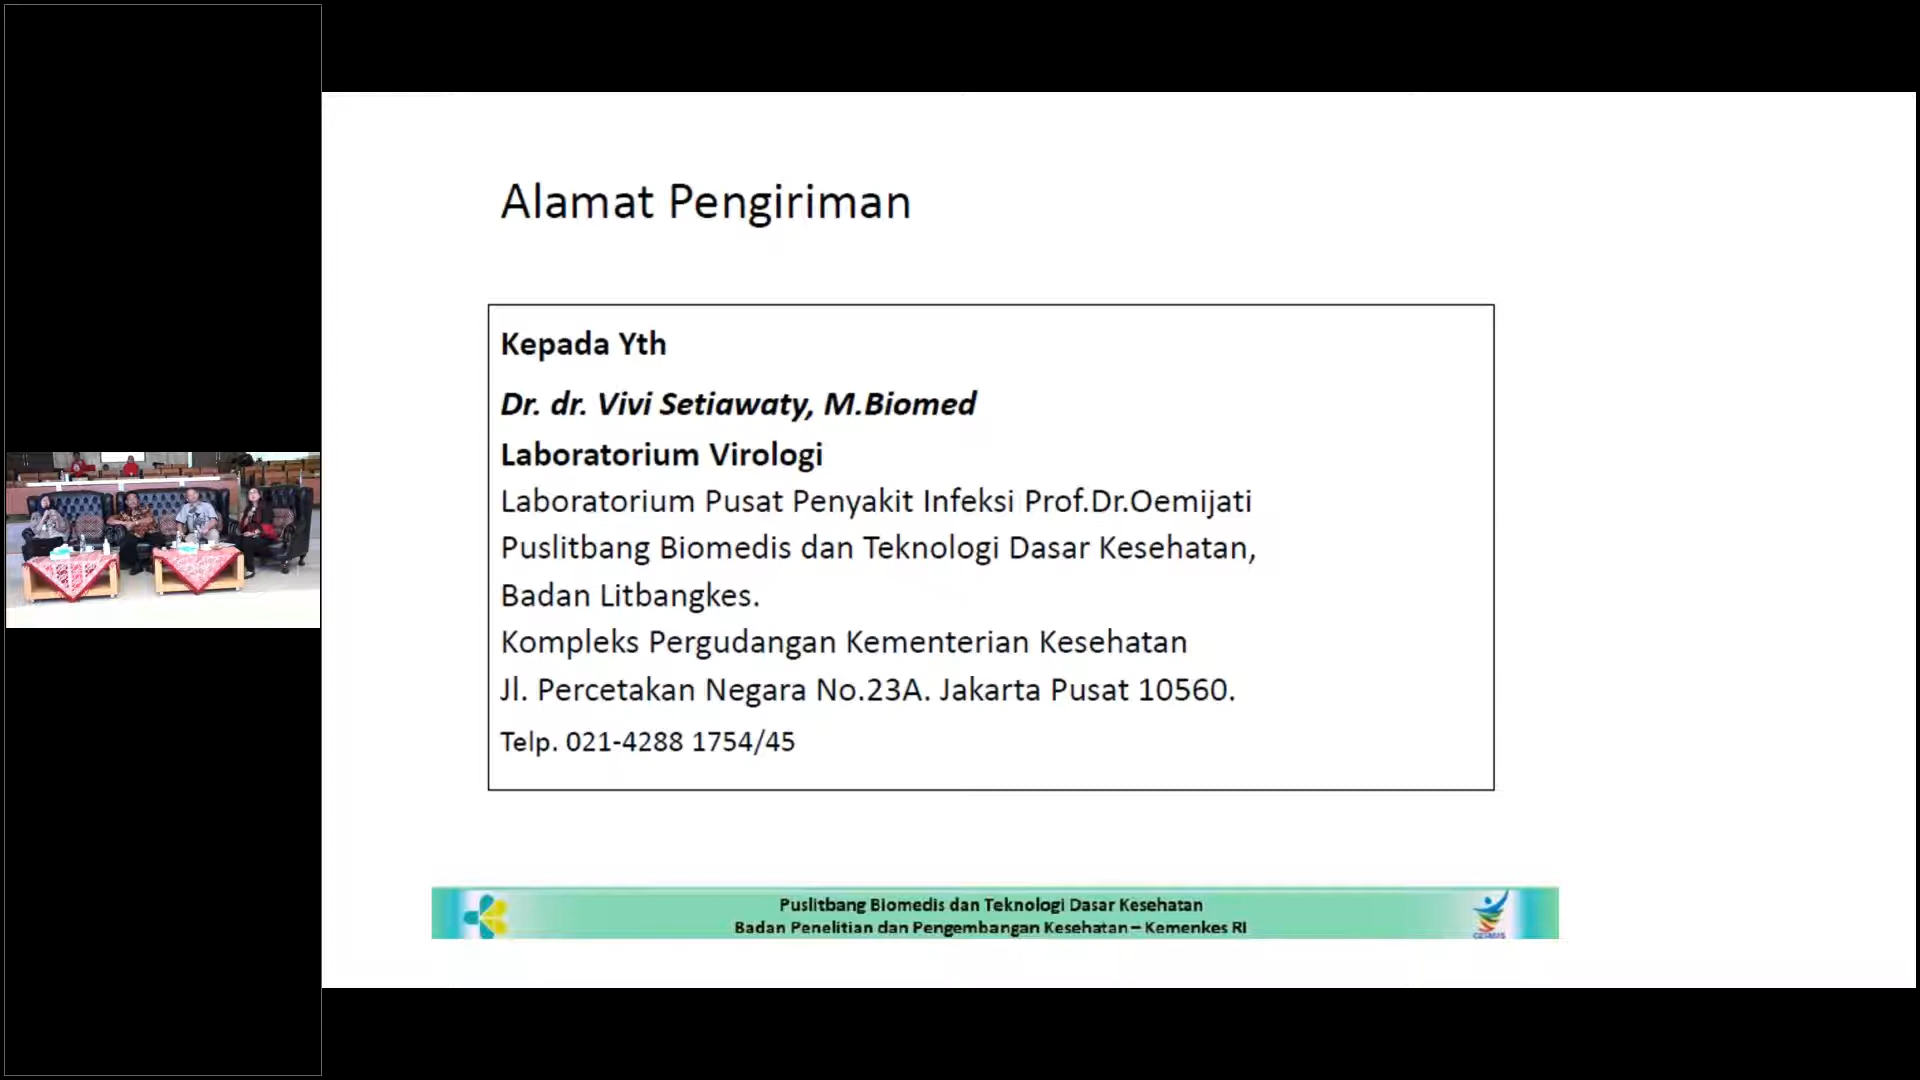 Alamat Pengiriman
Kepada Yth
Dr. dr. Vivi Setiawaty, M.Biomed
Laboratorium Virologi
Laboratorium Pusat Penyakit Infeksi Prof.Dr.Oemijati
Puslitbang Biomedis dan Teknologi Dasar Kesehatan,
Badan Litbangkes.
Kompleks Pergudangan Kementerian Kesehatan
Jl. Percetakan Negara No.23A. Jakarta Pusat 10560.
Telp. 021-4288 1754/45
Puslitbang Biomedis dan Teknologi Dasar Kesehatan
Badan Penelitian dan Pengembangan Kesehatan – Kemenkes RI